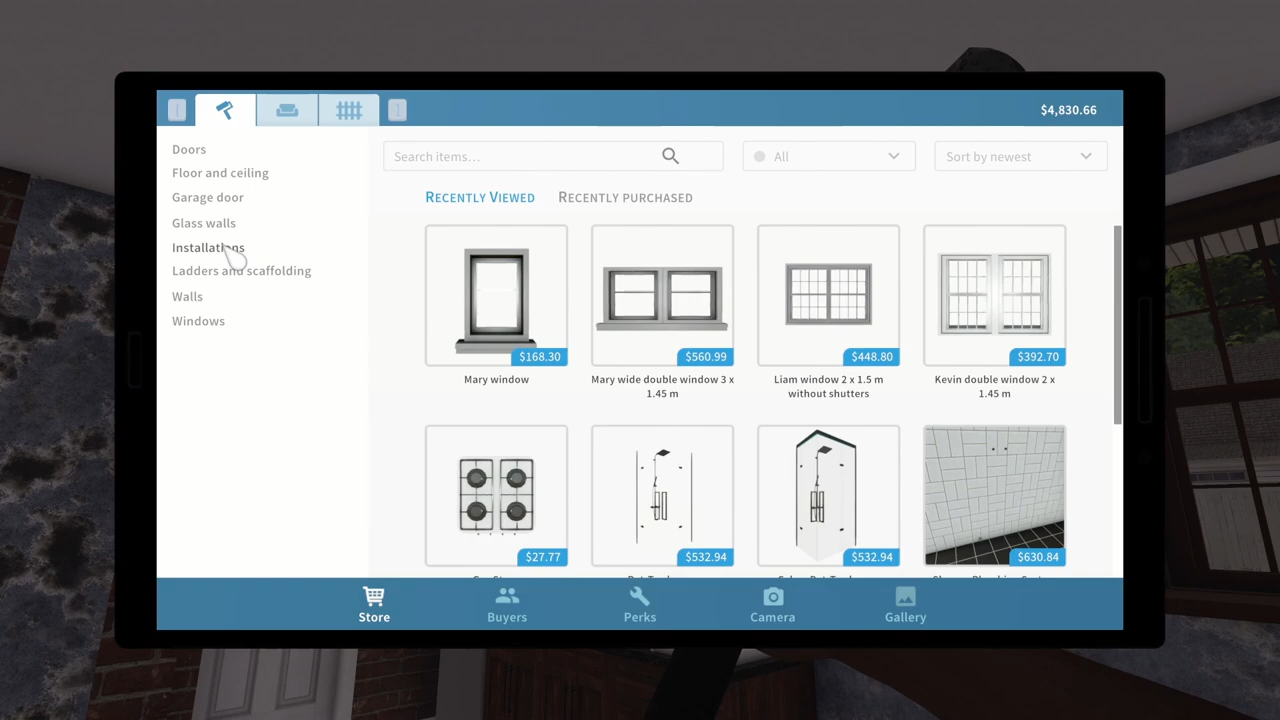 $4,830.66
Doors
Floor and ceiling
Garage door
Glass walls
Installations
Ladders and scaffolding
Walls
Windows
Search items...
All
Sort by newest
RECENTLY VIEWED
RECENTLY PURCHASED
$168.30
$560.99
$448.80
$392.70
Mary window
Mary wide double window 3 x
1.45 m
Liam window 2 x 1.5 m
without shutters
Kevin double window 2 x
1.45 m
$27.77
$532.94
$532.94
$630.84
Store
Buyers
Perks
Camera
Gallery